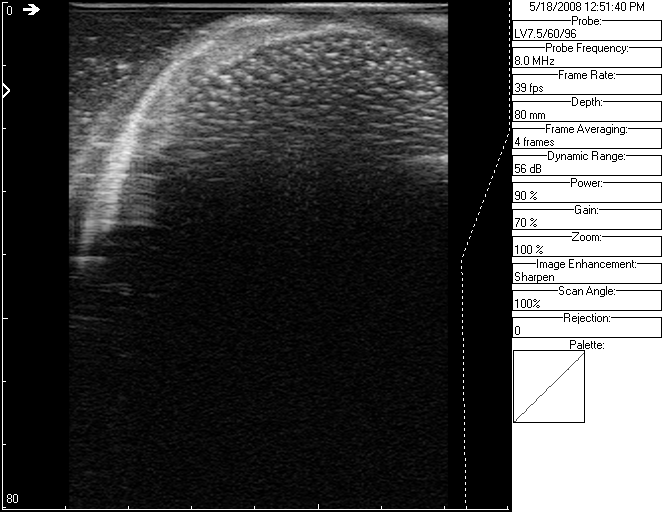 0
80
5/18/2008 12:51:40 PM
Probe:
LV7.5/60/96
Probe Frequency:
8.0 MHz
Frame Rate:
39 fps
Depth:
80 mm
Frame Averaging:
4 frames
Dynamic Range:
56 dB
Power:
90 %
Gain:
70 %
Zoom:
100 %
Image Enhancement:
Sharpen
Scan Angle:
100%
Rejection:
0
Palette: